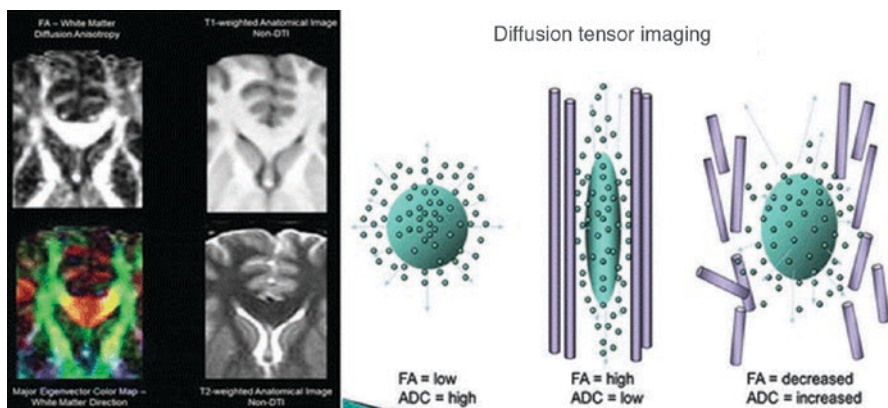 FA – White Matter
Diffusion Anisotropy
T1-weighted Anatomical Image
Non-DTI
Major Eigenvector Color Map –
White Matter Direction
T2-weighted Anatomical Image
Non-DTI
Diffusion tensor imaging
FA = low
ADC = high
FA = high
ADC = low
FA = decreased
ADC = increased